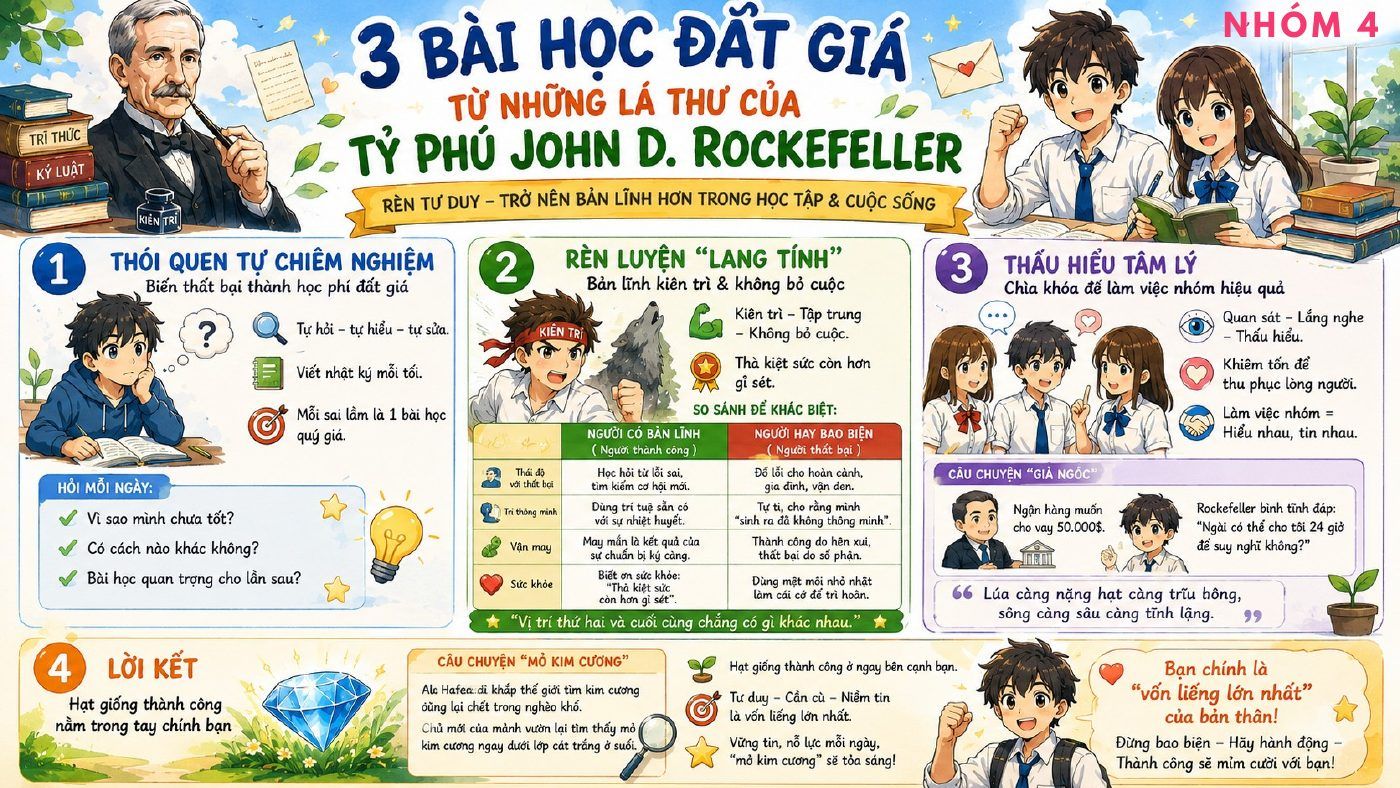 NHÓM 4
3 BÀI HỌC ĐẮT GIÁ
TỪ NHỮNG LÁ THƯ CỦA
TỶ PHÚ JOHN D. ROCKEFELLER
RÈN TƯ DUY – TRỞ NÊN BẢN LĨNH HƠN TRONG HỌC TẬP & CUỘC SỐNG
TRI THỨC
KỶ LUẬT
KIÊN TRÌ
1
THÓI QUEN TỰ CHIÊM NGHIỆM
Biến thất bại thành học phí đắt giá
?
Tự hỏi – tự hiểu – tự sửa.
Viết nhật ký mỗi tối.
Mỗi sai lầm là 1 bài học
quý giá.
HỎI MỖI NGÀY:
Vì sao mình chưa tốt?
Có cách nào khác không?
Bài học quan trọng cho lần sau?
2
RÈN LUYỆN "LANG TÍNH"
Bản lĩnh kiên trì & không bỏ cuộc
KIÊN TRÌ
Kiên trì – Tập trung
– Không bỏ cuộc.
Thà kiệt sức còn hơn
gỉ sét.
SO SÁNH ĐỂ KHÁC BIỆT:
NGƯỜI CÓ BẢN LĨNH
(Người thành công)
NGƯỜI HAY BAO BIỆN
(Người thất bại)
Thái độ
với thất bại
Học hỏi từ lỗi sai,
tìm kiếm cơ hội mới.
Đổ lỗi cho hoàn cảnh,
gia đình, vận đen.
Trí thông minh
Dùng trí tuệ sẵn có
với sự nhiệt huyết.
Tự ti, cho rằng mình
"sinh ra đã không thông minh".
Vận may
May mắn là kết quả của
sự chuẩn bị kỹ càng.
Thành công do hên xui,
thất bại do số phận.
Sức khỏe
Biết ơn sức khỏe:
"Thà kiệt sức
còn hơn gỉ sét".
Dùng mệt mỏi nhỏ nhặt
làm cái cớ để trì hoãn.
"Vị trí thứ hai và cuối cùng chẳng có gì khác nhau."
3
THẤU HIỂU TÂM LÝ
Chìa khóa để làm việc nhóm hiệu quả
Quan sát – Lắng nghe
– Thấu hiểu.
Khiêm tốn để
thu phục lòng người.
Làm việc nhóm =
Hiểu nhau, tin nhau.
CÂU CHUYỆN "GIẢ NGỐC"
Ngân hàng muốn
cho vay 50.000$.
Rockefeller bình tĩnh đáp:
"Ngài có thể cho tôi 24 giờ
để suy nghĩ không?"
“ Lúa càng nặng hạt càng trĩu bông,
sông càng sâu càng tĩnh lặng. ”
4
LỜI KẾT
Hạt giống thành công
nằm trong tay chính bạn
CÂU CHUYỆN "MỎ KIM CƯƠNG"
khắp thế giới tìm kim cương
lại chết trong nghèo khổ.
Chủ mới của mảnh vườn lại tìm thấy mỏ
kim cương ngay dưới lớp cát trắng ở suối.
Hạt giống thành công ở ngay bên cạnh bạn.
Tư duy – Cần cù – Niềm tin
là vốn liếng lớn nhất.
Vững tin, nỗ lực mỗi ngày,
"mỏ kim cương" sẽ tỏa sáng!
Bạn chính là
"vốn liếng lớn nhất"
của bản thân!
Đừng bao biện – Hãy hành động –
Thành công sẽ mỉm cười với bạn!